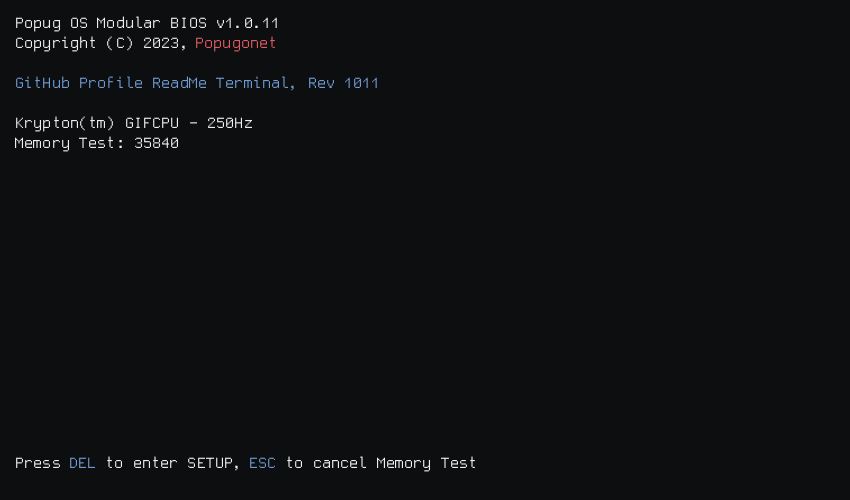 Popug OS Modular BIOS v1.0.11
Copyright (C) 2023, Popugonet
GitHub Profile ReadMe Terminal, Rev 1011
Krypton(tm) GIFCPU - 250Hz
Memory Test: 35840
Press DEL to enter SETUP, ESC to cancel Memory Test